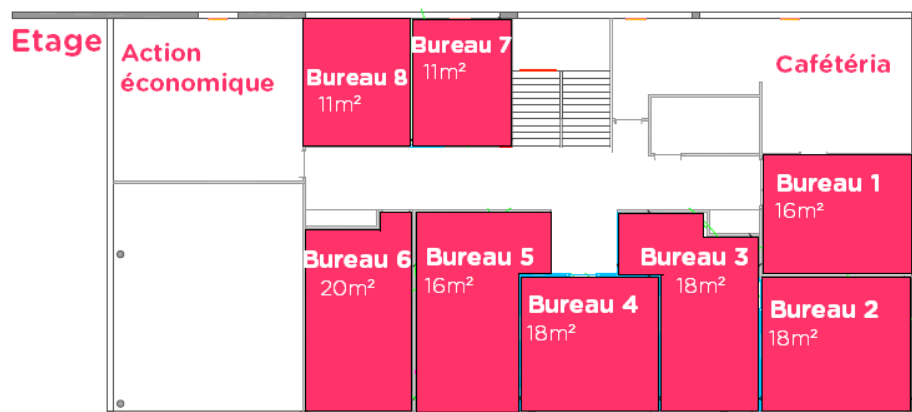 Etage
Action
économique
Bureau 8
11m²
Bureau 7
11m²
Cafétéria
Bureau 1
16m²
Bureau 6
20m²
Bureau 5
16m²
Bureau 4
18m²
Bureau 3
18m²
Bureau 2
18m²